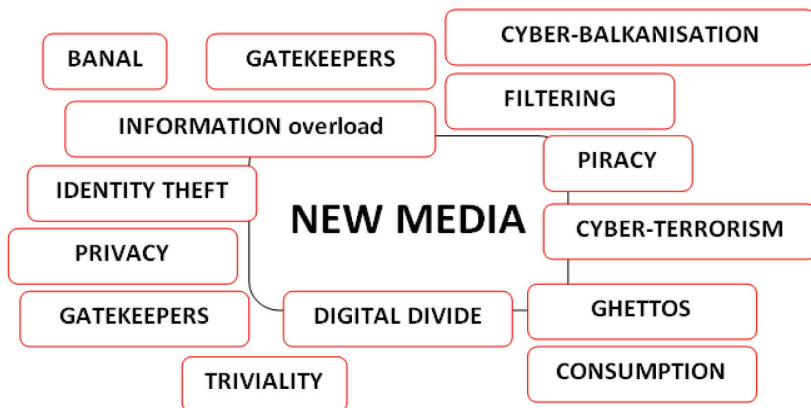 CYBER-BALKANISATION
BANAL
GATEKEEPERS
FILTERING
INFORMATION overload
PIRACY
IDENTITY THEFT
NEW MEDIA
CYBER-TERRORISM
PRIVACY
GATEKEEPERS
DIGITAL DIVIDE
GHETTOS
TRIVIALITY
CONSUMPTION